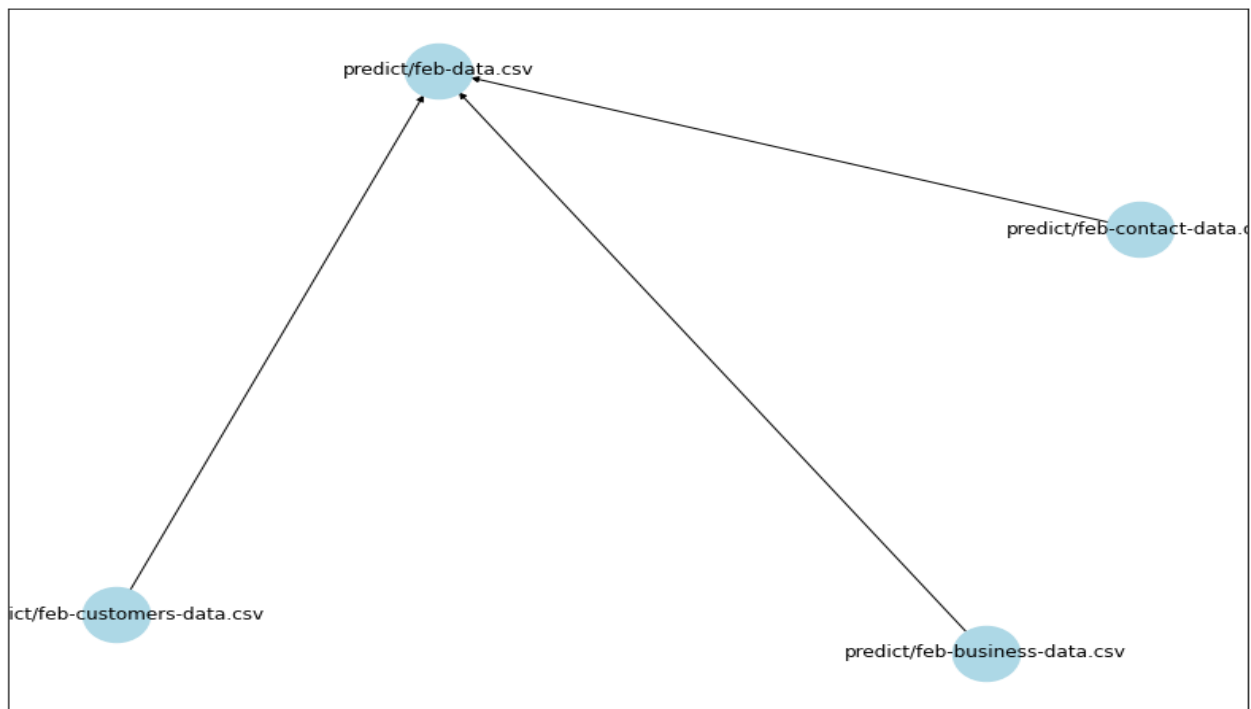 predict/feb-data.csv
predict/feb-contact-data.
ict/feb-customers-data.csv
predict/feb-business-data.csv